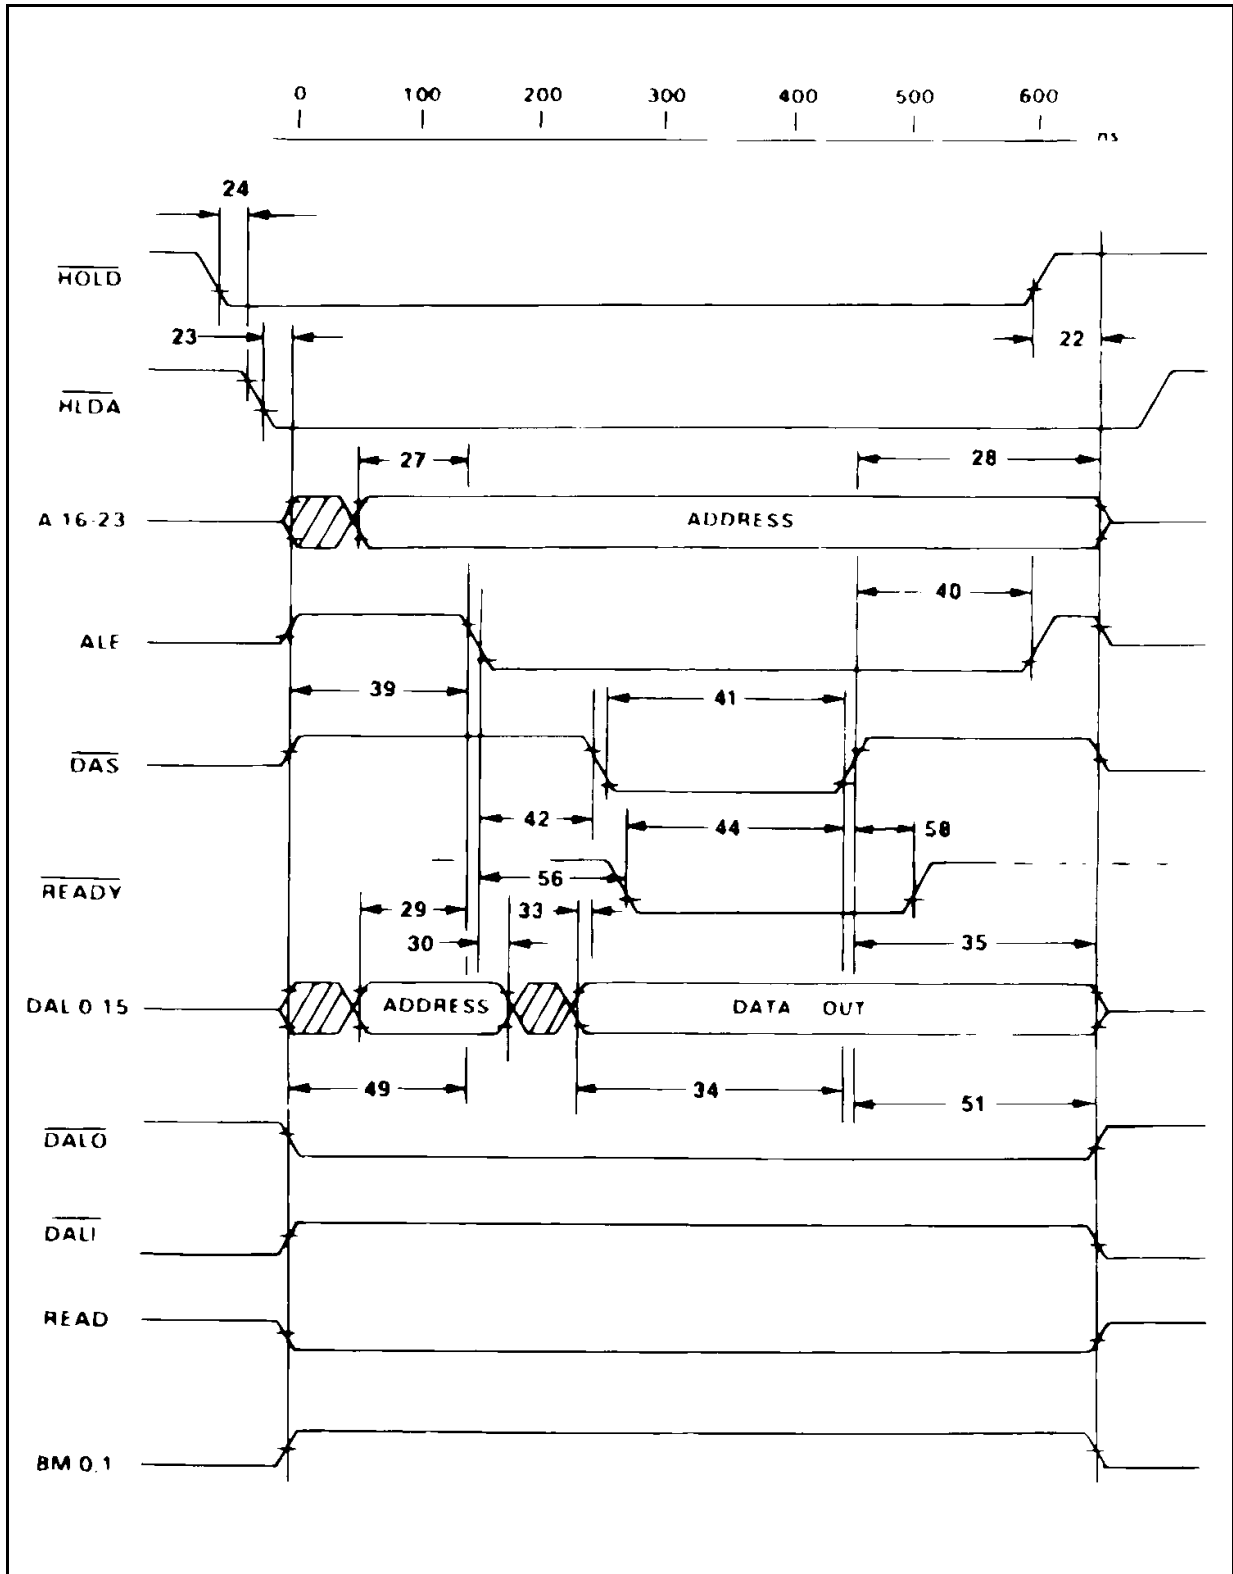 0 100 200 300 400 500 600
ns
24
HOLD
23 22
HLDA
27 28
A 16-23 ADDRESS
40
ALE
39 41
DAS
42 44 58
READY
56
29 33
30 35
DAL 0 15 ADDRESS DATA OUT
49 34 51
DALO
DALI
READ
BM 0,1